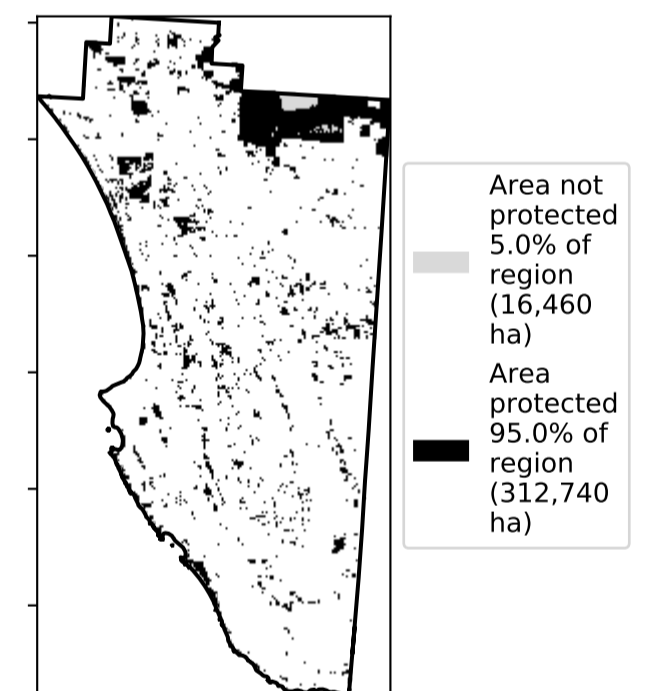 Area not
protected
5.0% of
region
(16,460
ha)
Area
protected
95.0% of
region
(312,740
ha)